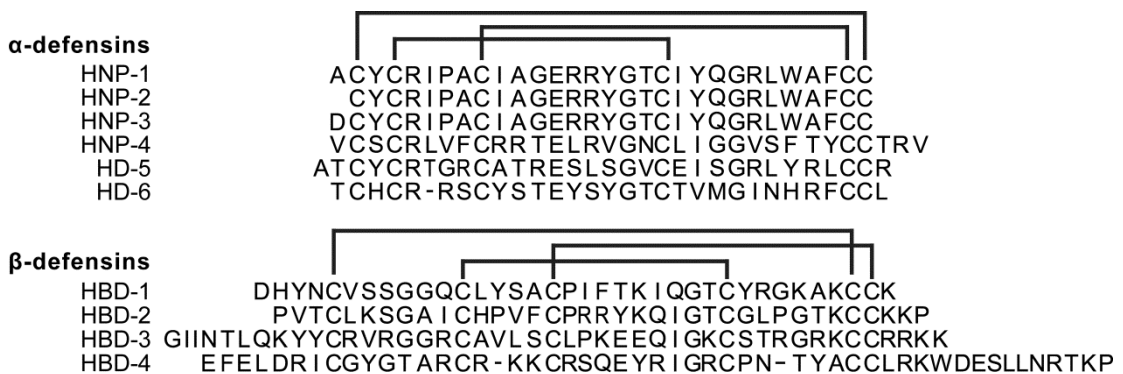 α-defensins
HNP-1 ACYCRIPACIAGERRYGTCIYQGRLWAFCC
HNP-2 CYCRIPACIAGERRYGTCIYQGRLWAFCC
HNP-3 DCYCRIPACIAGERRYGTCIYQGRLWAFCC
HNP-4 VCSCRLVFCRRTELRVGNCLIGGVSFTYCCTRV
HD-5 ATCYCRTGRCATRESLSGVCEISGRLYRLCCR
HD-6 TCHCR-RSCYSTEYSYGTCTVMGINHRFCCL
β-defensins
HBD-1 DHYNCVSSGGQCLYSACPIFTKIQGTCYRGKAKCCK
HBD-2 PVTCLKSGAICHPVFCPRRYKQIGTCGLPGTKCCKKP
HBD-3 GIINTLQKYYCRVRGGRCAVLSCLPKEEQIGKCSTRGRKCCRRKK
HBD-4 EFELDRICGYGTARCR-KKCRSQEYRIGRCPN-TYACCLRKWDESLLNRTKP